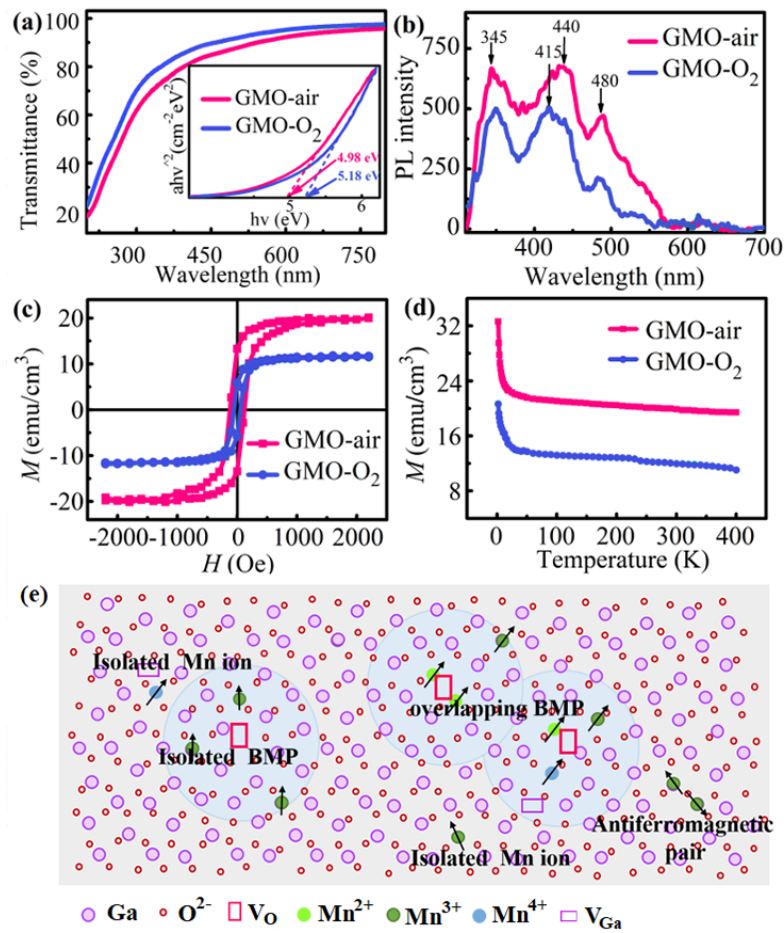 (a)
100
80
60
40
20
Transmittance (%)
GMO-air
GMO-O2
ahv^2(cm-2eV2)
4.98 eV
5.18 eV
5 6
hv (eV)
300 450 600 750
Wavelength (nm)
(b)
750
500
250
0
PL intensity
345
415
440
480
GMO-air
GMO-O2
400 500 600 700
Wavelength (nm)
(c)
20
10
0
-10
-20
M (emu/cm3)
GMO-air
GMO-O2
-2000 -1000 0 1000 2000
H (Oe)
(d)
32
24
16
8
M (emu/cm3)
GMO-air
GMO-O2
0 100 200 300 400
Temperature (K)
(e)
Isolated Mn ion
Isolated BMP
overlapping BMP
Isolated Mn ion
Antiferromagnetic
pair
Ga O2- VO Mn2+ Mn3+ Mn4+ VGa